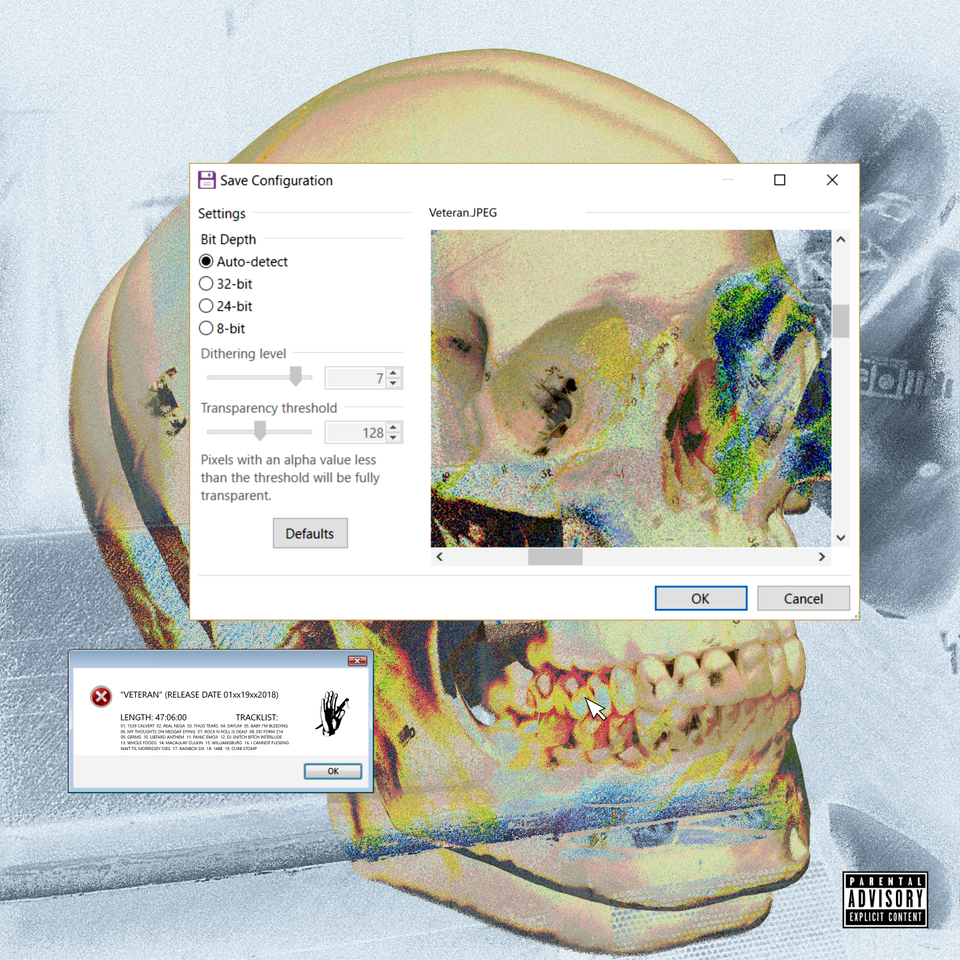 Save Configuration
Settings
Veteran.JPEG
Bit Depth
Auto-detect
32-bit
24-bit
8-bit
Dithering level
7
Transparency threshold
128
Pixels with an alpha value less
than the threshold will be fully
transparent.
Defaults
OK
Cancel
"VETERAN" (RELEASE DATE 01xx19xx2018)
LENGTH: 47:06:00 TRACKLIST:
01. 1539 CALVERT 02. REAL NEGA 03. THUG TEARS 04. DAYUM 05. BABY I'M BLEEDING
06. MY THOUGHTS ON NEOGAF DYING 07. ROCK N ROLL IS DEAD 08. DD FORM 214
09. GERMS 10. LIBTARD ANTHEM 11. PANIC EMOJI 12. DJ SNITCH BITCH INTERLUDE
13. WHOLE FOODS 14. MACAULAY CULKIN 15. WILLIAMSBURG 16. I CANNOT FUCKING
WAIT TIL MORRISSEY DIES 17. RAINBOW SIX 18. 1488 19. CURB STOMP
OK
PARENTAL
ADVISORY
EXPLICIT CONTENT